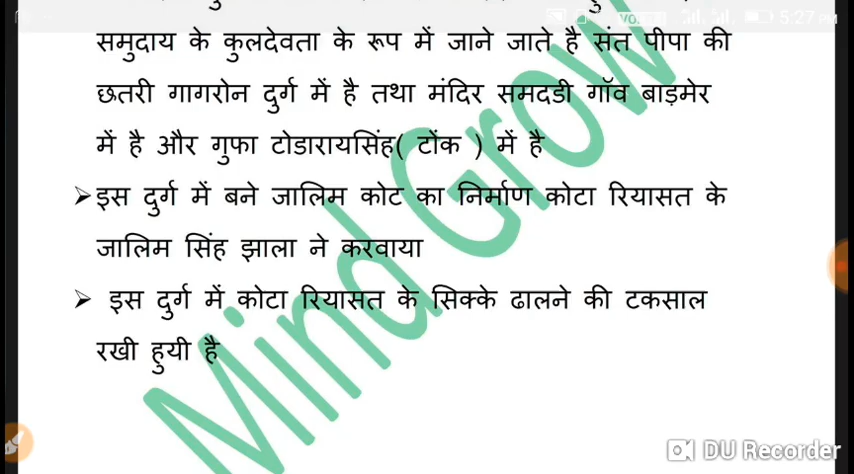 5:27 PM
समुदाय के कुलदेवता के रूप में जाने जाते है संत पीपा की
छतरी गागरोन दुर्ग में है तथा मंदिर समदडी गॉव बाड़मेर
में है और गुफा टोडारायसिंह( टोंक ) में है
➢इस दुर्ग में बने जालिम कोट का निर्माण कोटा रियासत के
जालिम सिंह झाला ने करवाया
➢ इस दुर्ग में कोटा रियासत के सिक्के ढालने की टकसाल
रखी हुयी है
Mind Grow
DU Recorder